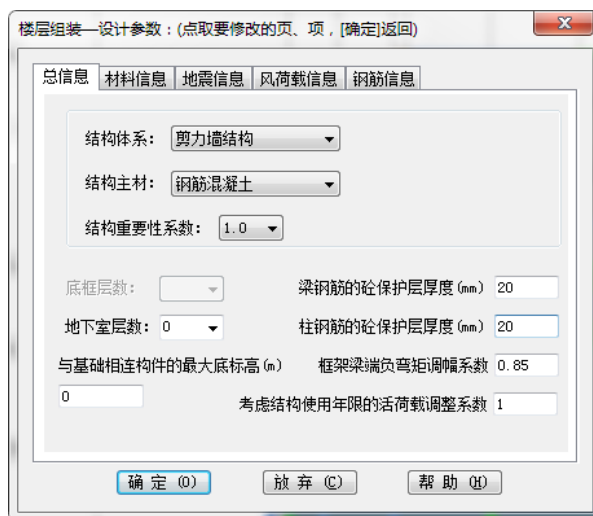 楼层组装—设计参数:(点取要修改的页、项,[确定]返回)
总信息 材料信息 地震信息 风荷载信息 钢筋信息
结构体系: 剪力墙结构
结构主材: 钢筋混凝土
结构重要性系数: 1.0
底框层数: 梁钢筋的砼保护层厚度(mm) 20
地下室层数: 0 柱钢筋的砼保护层厚度(mm) 20
与基础相连构件的最大底标高(m) 框架梁端负弯矩调幅系数 0.85
0 考虑结构使用年限的活荷载调整系数 1
确 定 (O) 放 弃 (C) 帮 助 (H)